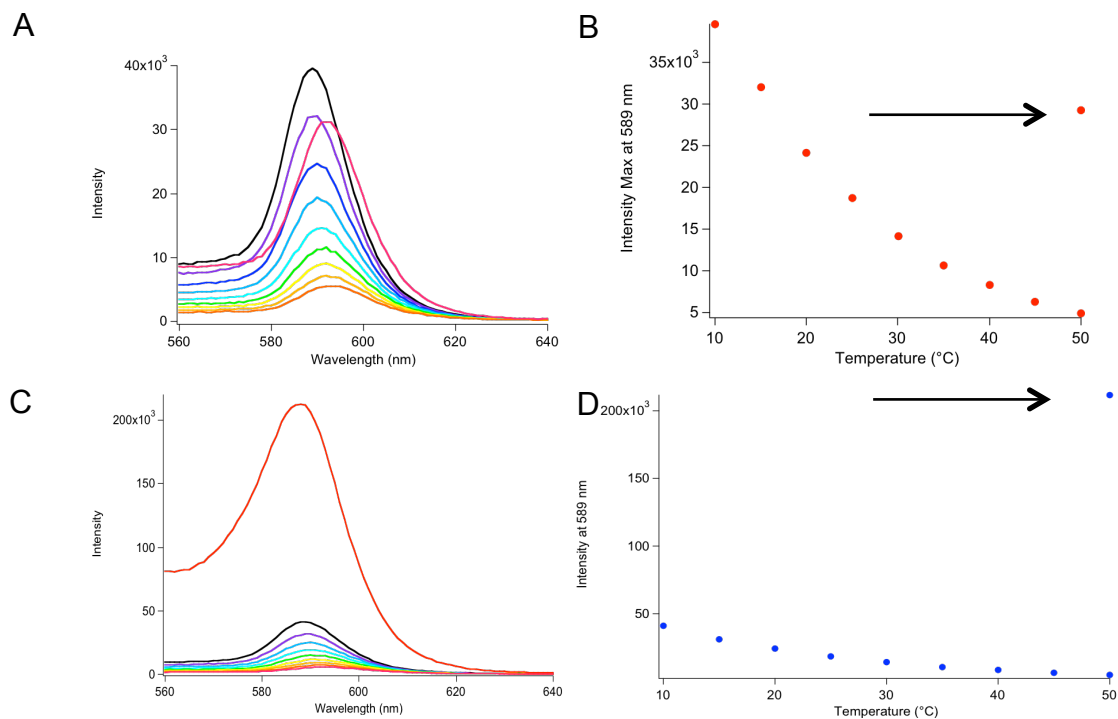 A
40x10³
30
20
10
0
Intensity
560
580
600
620
640
Wavelength (nm)
B
35x10³
30
25
20
15
10
5
Intensity Max at 589 nm
10
20
30
40
50
Temperature (°C)
C
200x10³
150
100
50
0
Intensity
560
580
600
620
640
Wavelength (nm)
D
200x10³
150
100
50
Intensity at 589 nm
10
20
30
40
50
Temperature (°C)